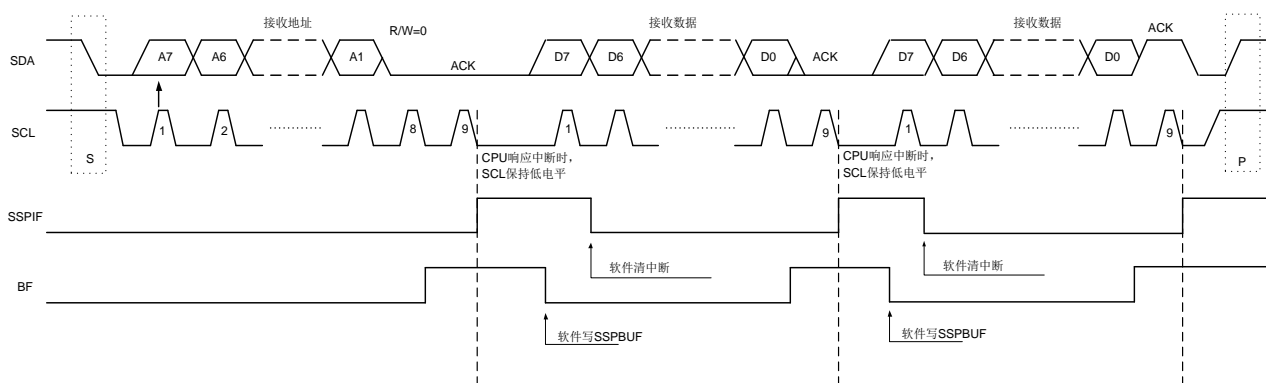 接收地址
接收数据
接收数据
R/W=0
ACK
SDA
A7
A6
A1
ACK
D7
D6
D0
ACK
D7
D6
D0
SCL
1
2
8
9
1
9
1
9
S
P
CPU响应中断时，
SCL保持低电平
CPU响应中断时，
SCL保持低电平
SSPIF
软件清中断
软件清中断
BF
软件写SSPBUF
软件写SSPBUF